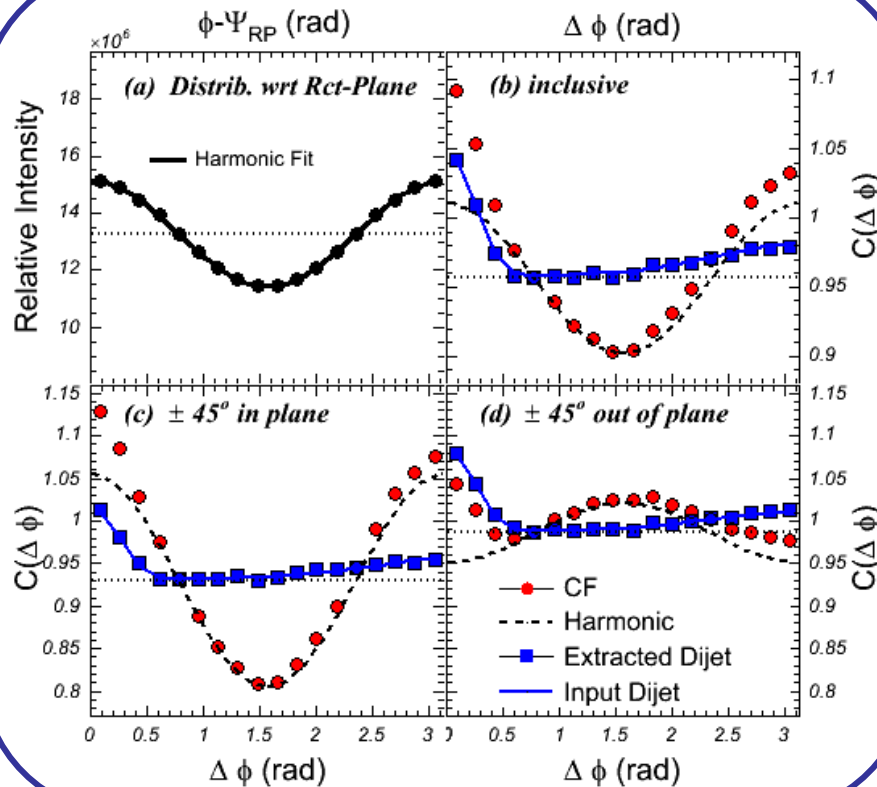 ϕ-Ψ_RP (rad)
Δ ϕ (rad)
×10⁶
(a) Distrib. wrt Rct-Plane
(b) inclusive
Harmonic Fit
Relative Intensity
18
16
14
12
10
1.1
1.05
1
0.95
0.9
C(Δ ϕ)
(c) ± 45º in plane
(d) ± 45º out of plane
1.15
1.1
1.05
1
0.95
0.9
0.85
0.8
C(Δ ϕ)
CF
Harmonic
Extracted Dijet
Input Dijet
1.15
1.1
1.05
1
0.95
0.9
0.85
0.8
C(Δ ϕ)
0 0.5 1 1.5 2 2.5 3
0.5 1 1.5 2 2.5 3
Δ ϕ (rad)
Δ ϕ (rad)